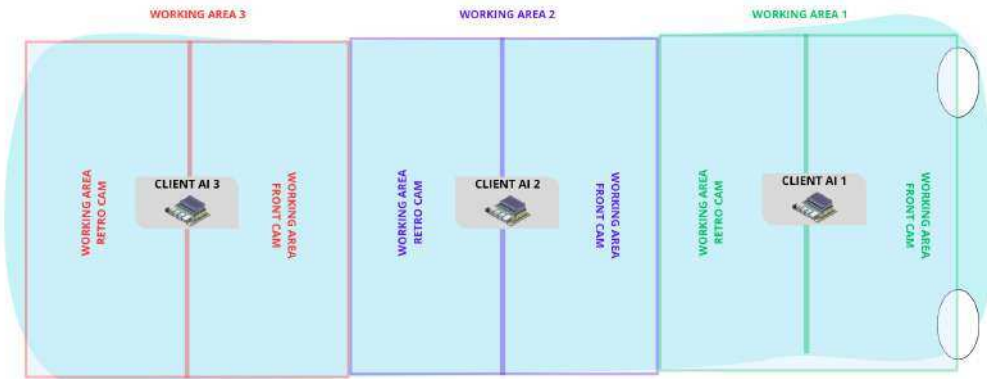 WORKING AREA 3
WORKING AREA 2
WORKING AREA 1
WORKING AREA
RETRO CAM
CLIENT AI 3
WORKING AREA
FRONT CAM
WORKING AREA
RETRO CAM
CLIENT AI 2
WORKING AREA
FRONT CAM
WORKING AREA
RETRO CAM
CLIENT AI 1
WORKING AREA
FRONT CAM